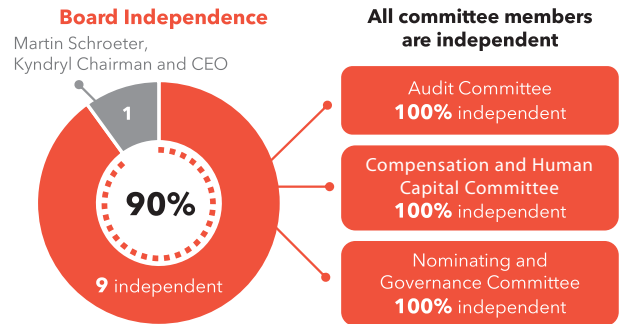 Board Independence
Martin Schroeter,
Kyndryl Chairman and CEO
1
90%
9 independent
All committee members
are independent
Audit Committee
100% independent
Compensation and Human
Capital Committee
100% independent
Nominating and
Governance Committee
100% independent